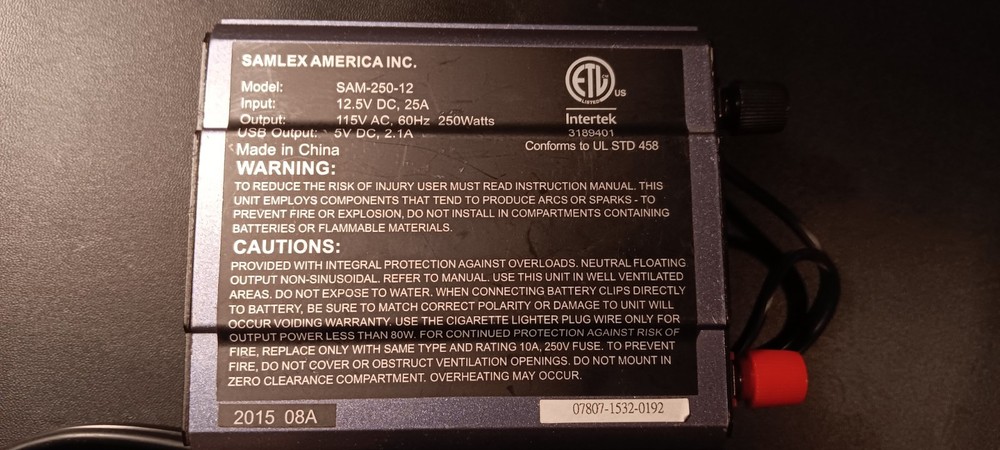 SAMLEX AMERICA INC.
Model: SAM-250-12
Input: 12.5V DC, 25A
Output: 115V AC, 60Hz 250Watts
USB Output: 5V DC, 2.1A
Made in China
ETL
LISTED
US
Intertek
3189401
Conforms to UL STD 458
WARNING:
TO REDUCE THE RISK OF INJURY USER MUST READ INSTRUCTION MANUAL. THIS
UNIT EMPLOYS COMPONENTS THAT TEND TO PRODUCE ARCS OR SPARKS - TO
PREVENT FIRE OR EXPLOSION, DO NOT INSTALL IN COMPARTMENTS CONTAINING
BATTERIES OR FLAMMABLE MATERIALS.
CAUTIONS:
PROVIDED WITH INTEGRAL PROTECTION AGAINST OVERLOADS. NEUTRAL FLOATING
OUTPUT NON-SINUSOIDAL. REFER TO MANUAL. USE THIS UNIT IN WELL VENTILATED
AREAS. DO NOT EXPOSE TO WATER. WHEN CONNECTING BATTERY CLIPS DIRECTLY
TO BATTERY, BE SURE TO MATCH CORRECT POLARITY OR DAMAGE TO UNIT WILL
OCCUR VOIDING WARRANTY. USE THE CIGARETTE LIGHTER PLUG WIRE ONLY FOR
OUTPUT POWER LESS THAN 80W. FOR CONTINUED PROTECTION AGAINST RISK OF
FIRE, REPLACE ONLY WITH SAME TYPE AND RATING 10A, 250V FUSE. TO PREVENT
FIRE, DO NOT COVER OR OBSTRUCT VENTILATION OPENINGS. DO NOT MOUNT IN
ZERO CLEARANCE COMPARTMENT. OVERHEATING MAY OCCUR.
2015 08A
07807-1532-0192